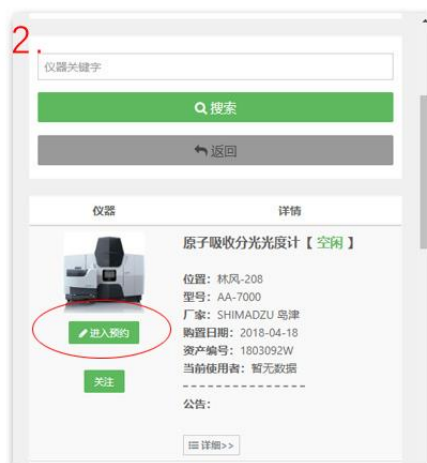 2.
仪器关键字
搜索
返回
仪器 详情
原子吸收分光光度计【 空闲 】
位置：林风-208
型号：AA-7000
厂家：SHIMADZU 岛津
进入预约
购置日期：2018-04-18
资产编号：1803092W
关注
当前使用者：暂无数据
公告：
详细>>